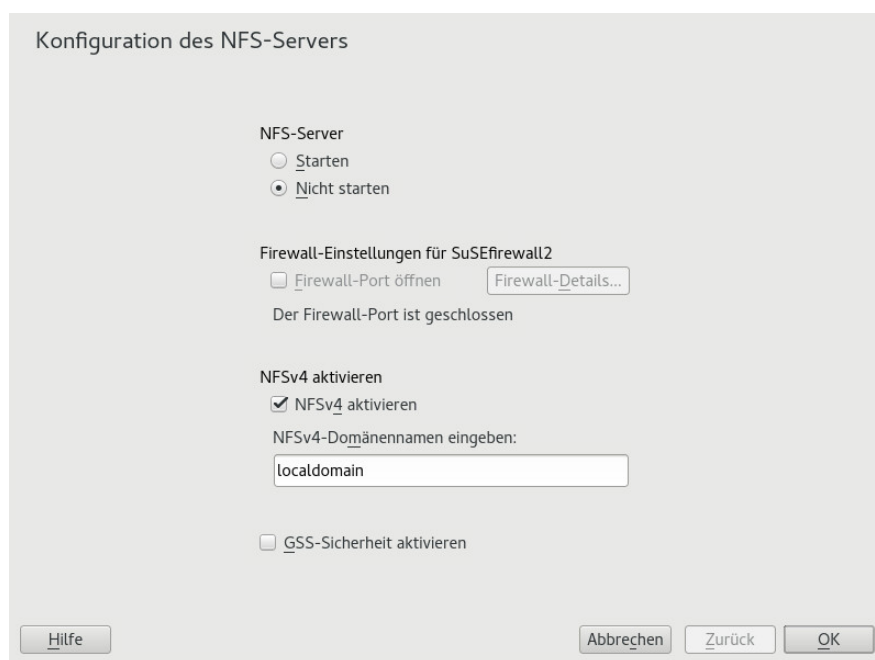 Konfiguration des NFS-Servers
NFS-Server
Starten
Nicht starten
Firewall-Einstellungen für SuSEfirewall2
Firewall-Port öffnen
Firewall-Details...
Der Firewall-Port ist geschlossen
NFSv4 aktivieren
NFSv4 aktivieren
NFSv4-Domänennamen eingeben:
localdomain
GSS-Sicherheit aktivieren
Hilfe
Abbrechen
Zurück
OK